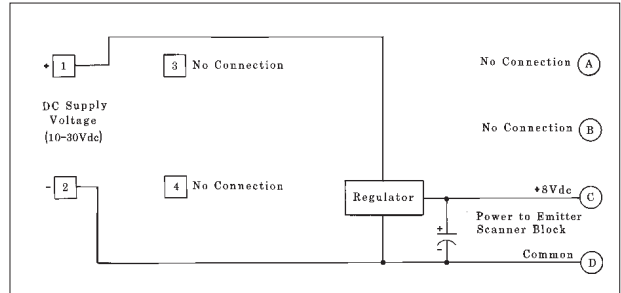 + 1
3 No Connection
No Connection A
DC Supply
Voltage
(10-30Vdc)
No Connection B
- 2
4 No Connection
Regulator
+8Vdc
C
+
-
Power to Emitter
Scanner Block
Common
D